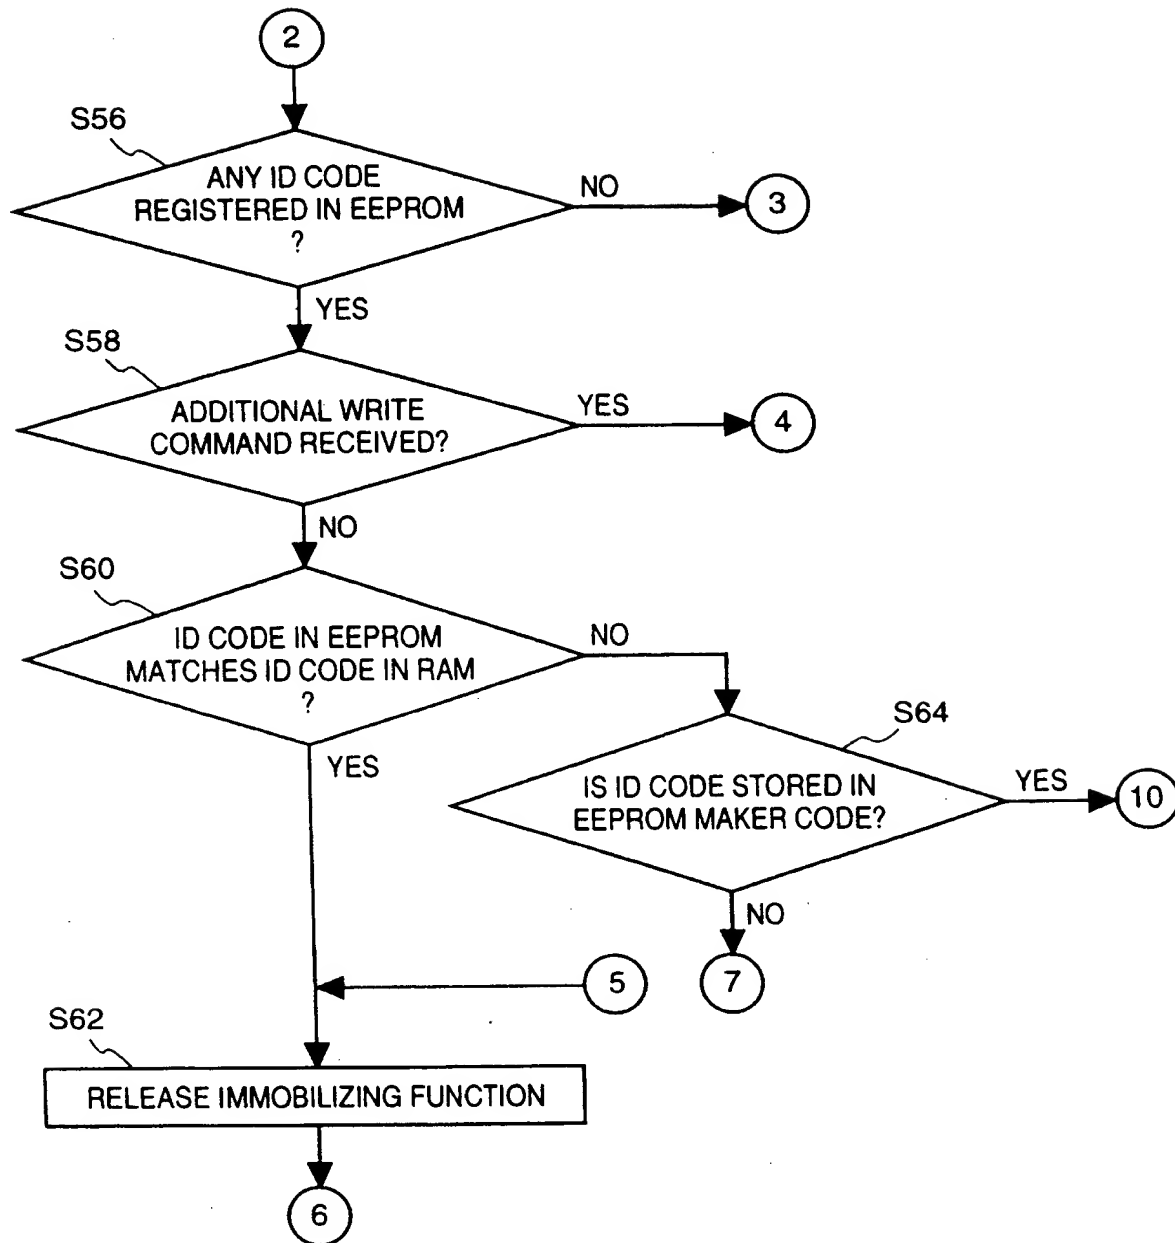 2
S56
ANY ID CODE
REGISTERED IN EEPROM
?
NO
3
YES
S58
ADDITIONAL WRITE
COMMAND RECEIVED?
YES
4
NO
S60
ID CODE IN EEPROM
MATCHES ID CODE IN RAM
?
NO
YES
S64
IS ID CODE STORED IN
EEPROM MAKER CODE?
YES
10
NO
7
5
S62
RELEASE IMMOBILIZING FUNCTION
6